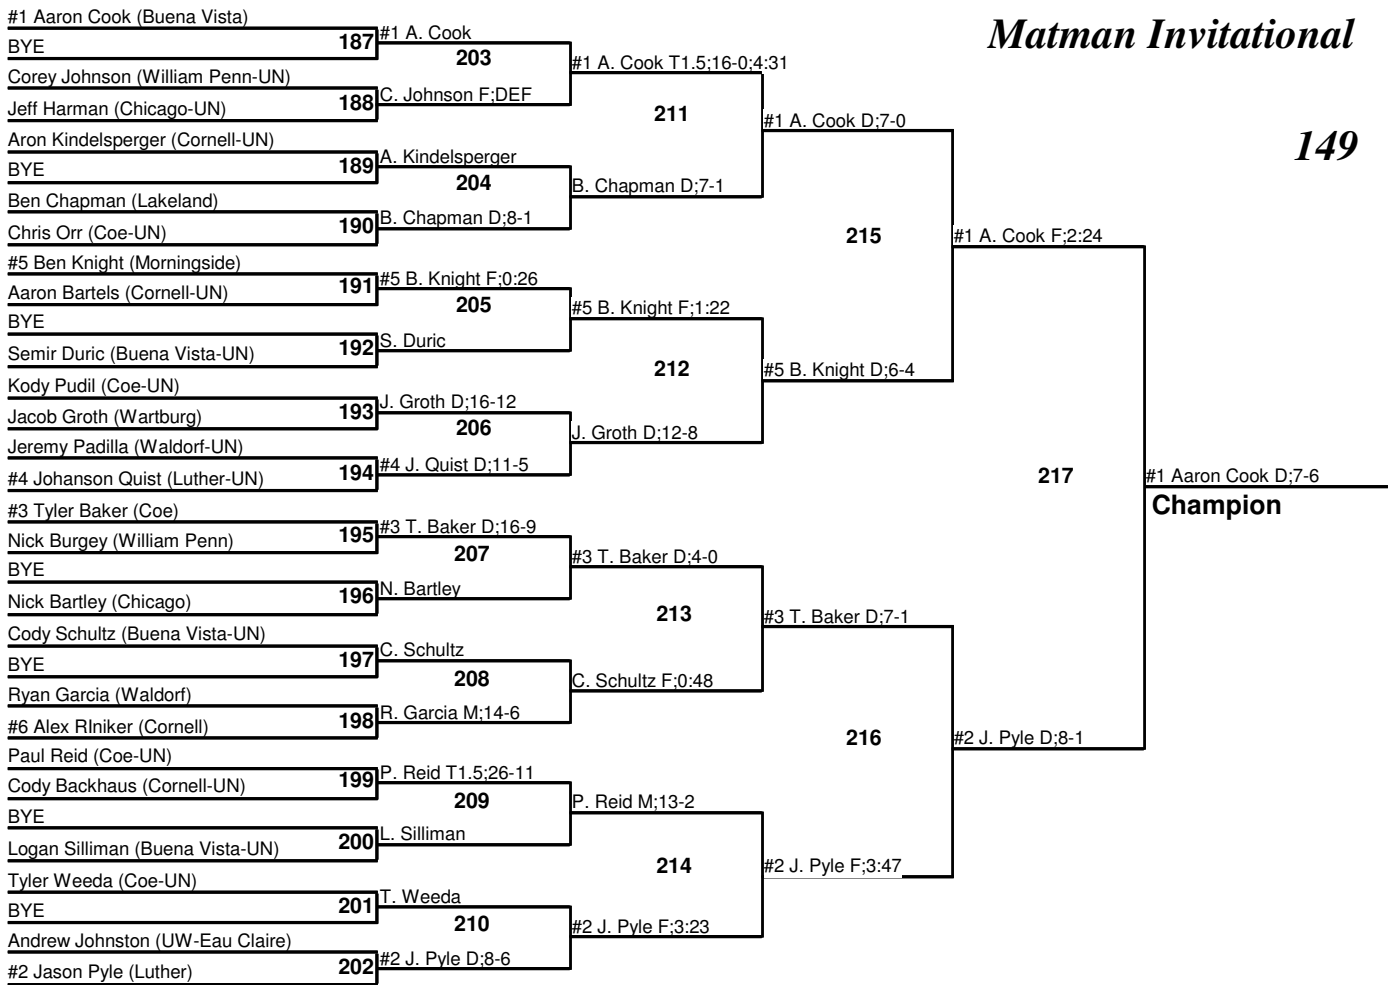 Matman Invitational
149
#1 Aaron Cook (Buena Vista)
BYE
187
Corey Johnson (William Penn-UN)
Jeff Harman (Chicago-UN)
188
Aron Kindelsperger (Cornell-UN)
BYE
189
Ben Chapman (Lakeland)
Chris Orr (Coe-UN)
190
#5 Ben Knight (Morningside)
Aaron Bartels (Cornell-UN)
191
BYE
Semir Duric (Buena Vista-UN)
192
Kody Pudil (Coe-UN)
Jacob Groth (Wartburg)
193
Jeremy Padilla (Waldorf-UN)
#4 Johanson Quist (Luther-UN)
194
#3 Tyler Baker (Coe)
Nick Burgey (William Penn)
195
BYE
Nick Bartley (Chicago)
196
Cody Schultz (Buena Vista-UN)
BYE
197
Ryan Garcia (Waldorf)
#6 Alex RIniker (Cornell)
198
Paul Reid (Coe-UN)
Cody Backhaus (Cornell-UN)
199
BYE
Logan Silliman (Buena Vista-UN)
200
Tyler Weeda (Coe-UN)
BYE
201
Andrew Johnston (UW-Eau Claire)
#2 Jason Pyle (Luther)
202
#1 A. Cook
203
C. Johnson F;DEF
A. Kindelsperger
204
B. Chapman D;8-1
#5 B. Knight F;0:26
205
S. Duric
J. Groth D;16-12
206
#4 J. Quist D;11-5
#3 T. Baker D;16-9
207
N. Bartley
C. Schultz
208
R. Garcia M;14-6
P. Reid T1.5;26-11
209
L. Silliman
T. Weeda
210
#2 J. Pyle D;8-6
#1 A. Cook T1.5;16-0;4:31
211
B. Chapman D;7-1
#5 B. Knight F;1:22
212
J. Groth D;12-8
#3 T. Baker D;4-0
213
C. Schultz F;0:48
P. Reid M;13-2
214
#2 J. Pyle F;3:23
#1 A. Cook D;7-0
215
#5 B. Knight D;6-4
#3 T. Baker D;7-1
216
#2 J. Pyle F;3:47
#1 A. Cook F;2:24
217
#2 J. Pyle D;8-1
#1 Aaron Cook D;7-6
Champion